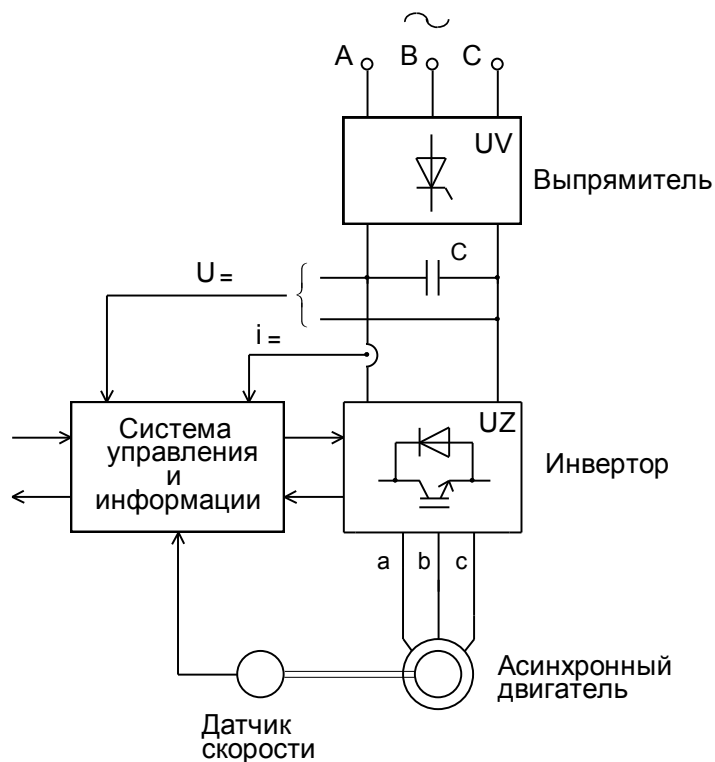 ~
A B C
UV
Выпрямитель
C
U =
i =
UZ
Система
управления
и
информации
Инвертор
a b c
Асинхронный
двигатель
Датчик
скорости